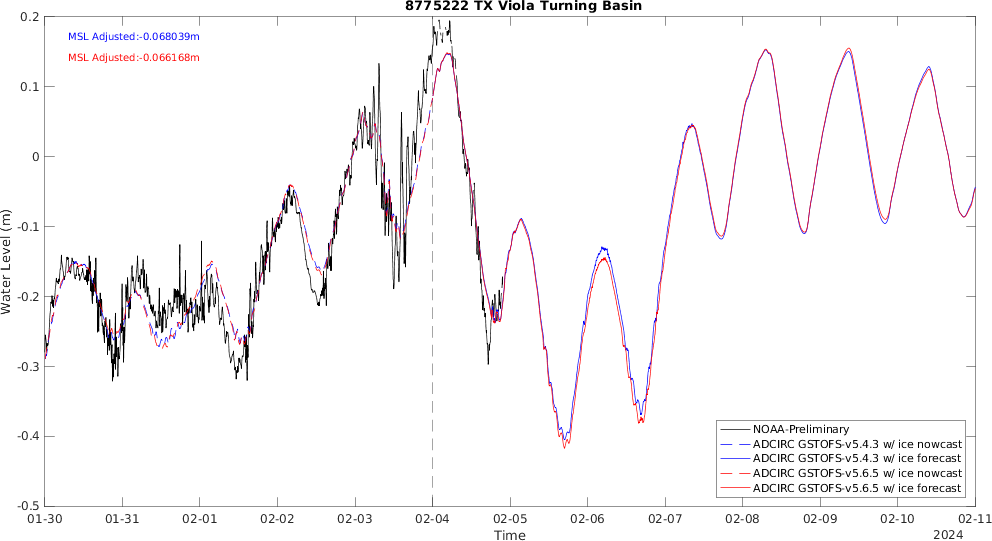 8775222 TX Viola Turning Basin
MSL Adjusted:-0.068039m
MSL Adjusted:-0.066168m
Water Level (m)
0.2
0.1
0
-0.1
-0.2
-0.3
-0.4
-0.5
NOAA-Preliminary
ADCIRC GSTOFS-v5.4.3 w/ ice nowcast
ADCIRC GSTOFS-v5.4.3 w/ ice forecast
ADCIRC GSTOFS-v5.6.5 w/ ice nowcast
ADCIRC GSTOFS-v5.6.5 w/ ice forecast
01-30 01-31 02-01 02-02 02-03 02-04 02-05 02-06 02-07 02-08 02-09 02-10 02-11
Time
2024